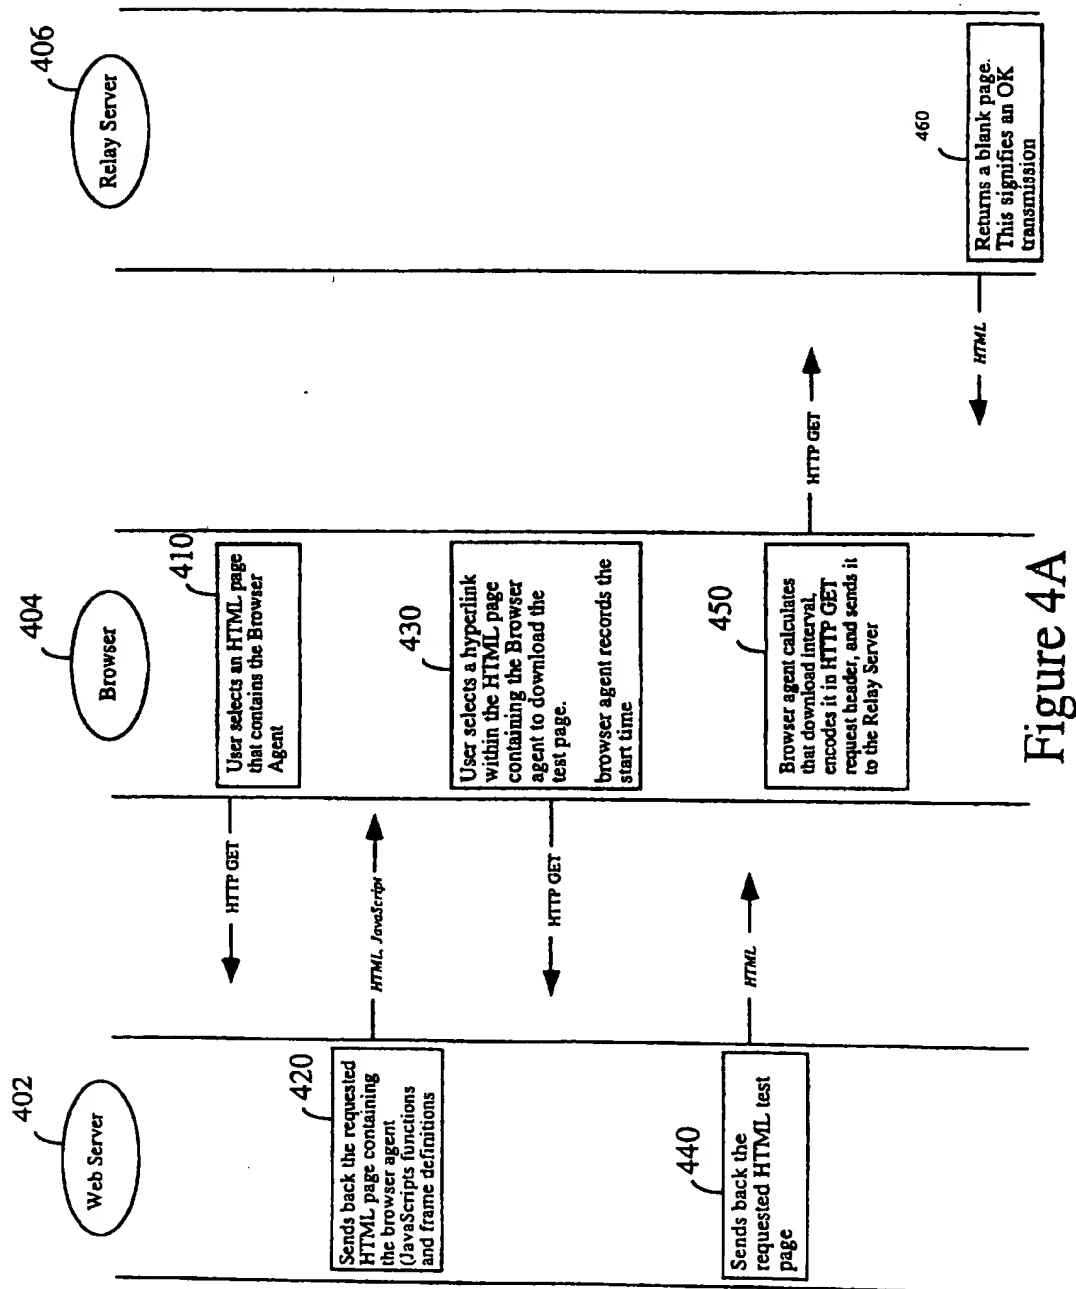 402
Web Server
404
Browser
406
Relay Server
User selects an HTML page
that contains the Browser
Agent
410
HTTP GET
Sends back the requested
HTML page containing
the browser agent
(JavaScripts functions
and frame definitions
420
HTML, JavaScript
User selects a hyperlink
within the HTML page
containing the Browser
agent to download the
test page.
browser agent records the
start time
430
HTTP GET
Sends back the
requested HTML test
page
440
HTML
Browser agent calculates
that download interval,
encodes it in HTTP GET
request header, and sends it
to the Relay Server
450
HTTP GET
460
Returns a blank page.
This signifies an OK
transmission
HTML
Figure 4A